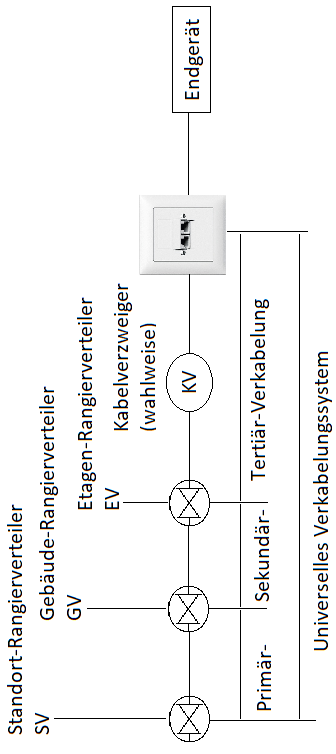 Standort-Rangierverteiler
SV
Gebäude-Rangierverteiler
GV
Etagen-Rangierverteiler
EV
Kabelverzweiger
(wahlweise)
KV
Endgerät
Primär-
Sekundär-
Tertiär-Verkabelung
Universelles Verkabelungssystem